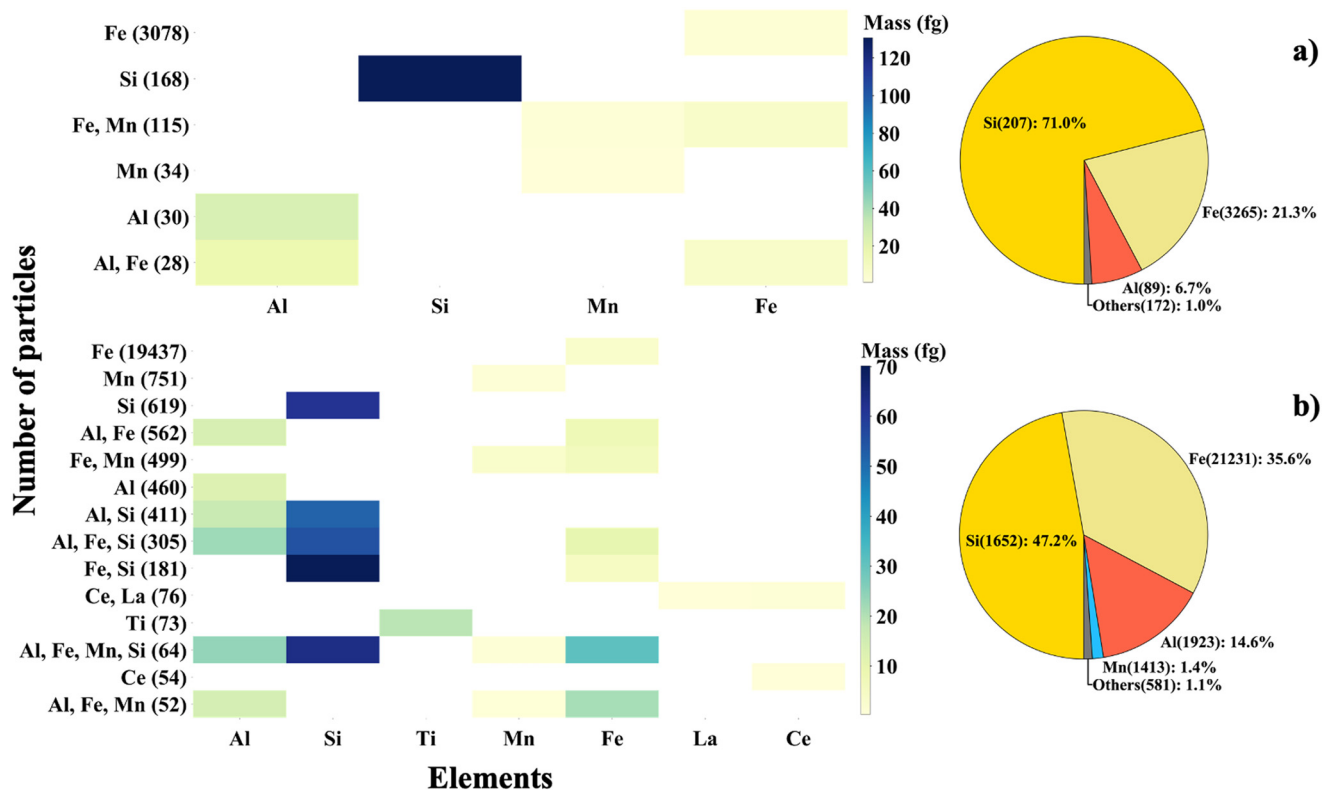 Number of particles
Fe (3078)
Si (168)
Fe, Mn (115)
Mn (34)
Al (30)
Al, Fe (28)
Al
Si
Mn
Fe
Mass (fg)
120
100
80
60
40
20
a)
Si(207): 71.0%
Fe(3265): 21.3%
Al(89): 6.7%
Others(172): 1.0%
Fe (19437)
Mn (751)
Si (619)
Al, Fe (562)
Fe, Mn (499)
Al (460)
Al, Si (411)
Al, Fe, Si (305)
Fe, Si (181)
Ce, La (76)
Ti (73)
Al, Fe, Mn, Si (64)
Ce (54)
Al, Fe, Mn (52)
Al
Si
Ti
Mn
Fe
La
Ce
Elements
Mass (fg)
70
60
50
40
30
20
10
b)
Fe(21231): 35.6%
Si(1652): 47.2%
Al(1923): 14.6%
Mn(1413): 1.4%
Others(581): 1.1%